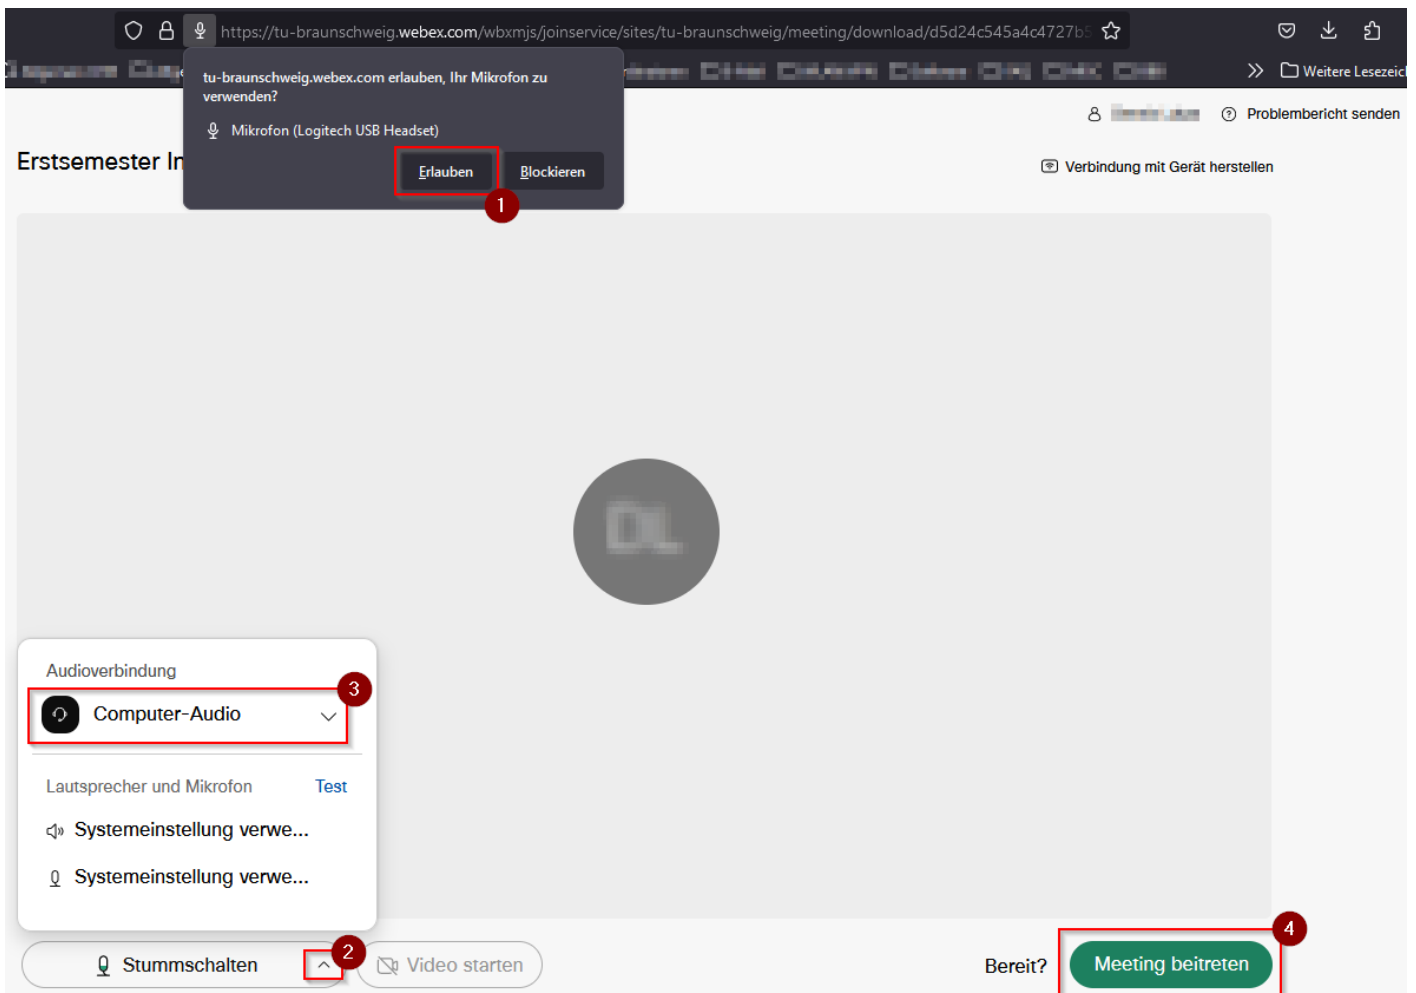 https://tu-braunschweig.webex.com/wbxmjs/joinservice/sites/tu-braunschweig/meeting/download/d5d24c545a4c4727b5
Weitere Lesezeic
tu-braunschweig.webex.com erlauben, Ihr Mikrofon zu
verwenden?
Mikrofon (Logitech USB Headset)
Erlauben
Blockieren
1
Problembericht senden
Erstsemester In
Verbindung mit Gerät herstellen
Audioverbindung
3
Computer-Audio
Lautsprecher und Mikrofon
Test
Systemeinstellung verwe...
Systemeinstellung verwe...
Stummschalten
2
Video starten
Bereit?
4
Meeting beitreten